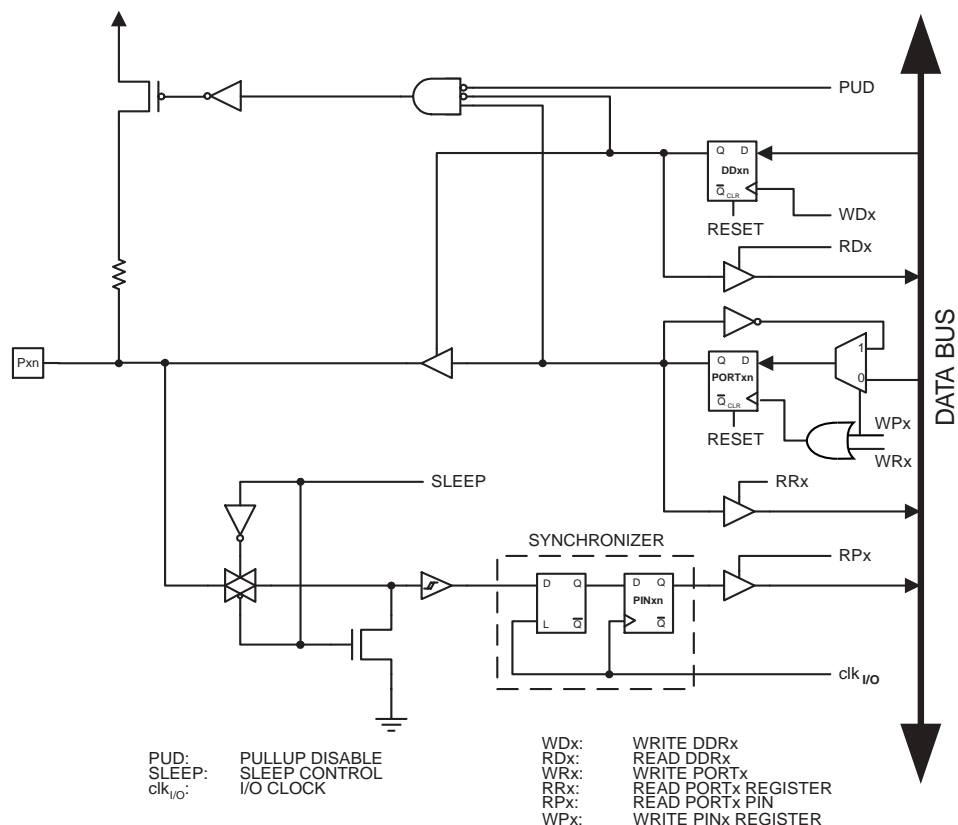 PUD
Q D
DDxn
Q CLR
WDx
RESET
RDx
Pxn
1
Q D
PORTxn
0
Q CLR
WPx
RESET
WRx
RRx
SLEEP
SYNCHRONIZER
RPx
D Q
D Q
PINxn
L Q
Q
clk I/O
DATA BUS
PUD: PULLUP DISABLE
SLEEP: SLEEP CONTROL
clkI/O: I/O CLOCK
WDx: WRITE DDRx
RDx: READ DDRx
WRx: WRITE PORTx
RRx: READ PORTx REGISTER
RPx: READ PORTx PIN
WPx: WRITE PINx REGISTER